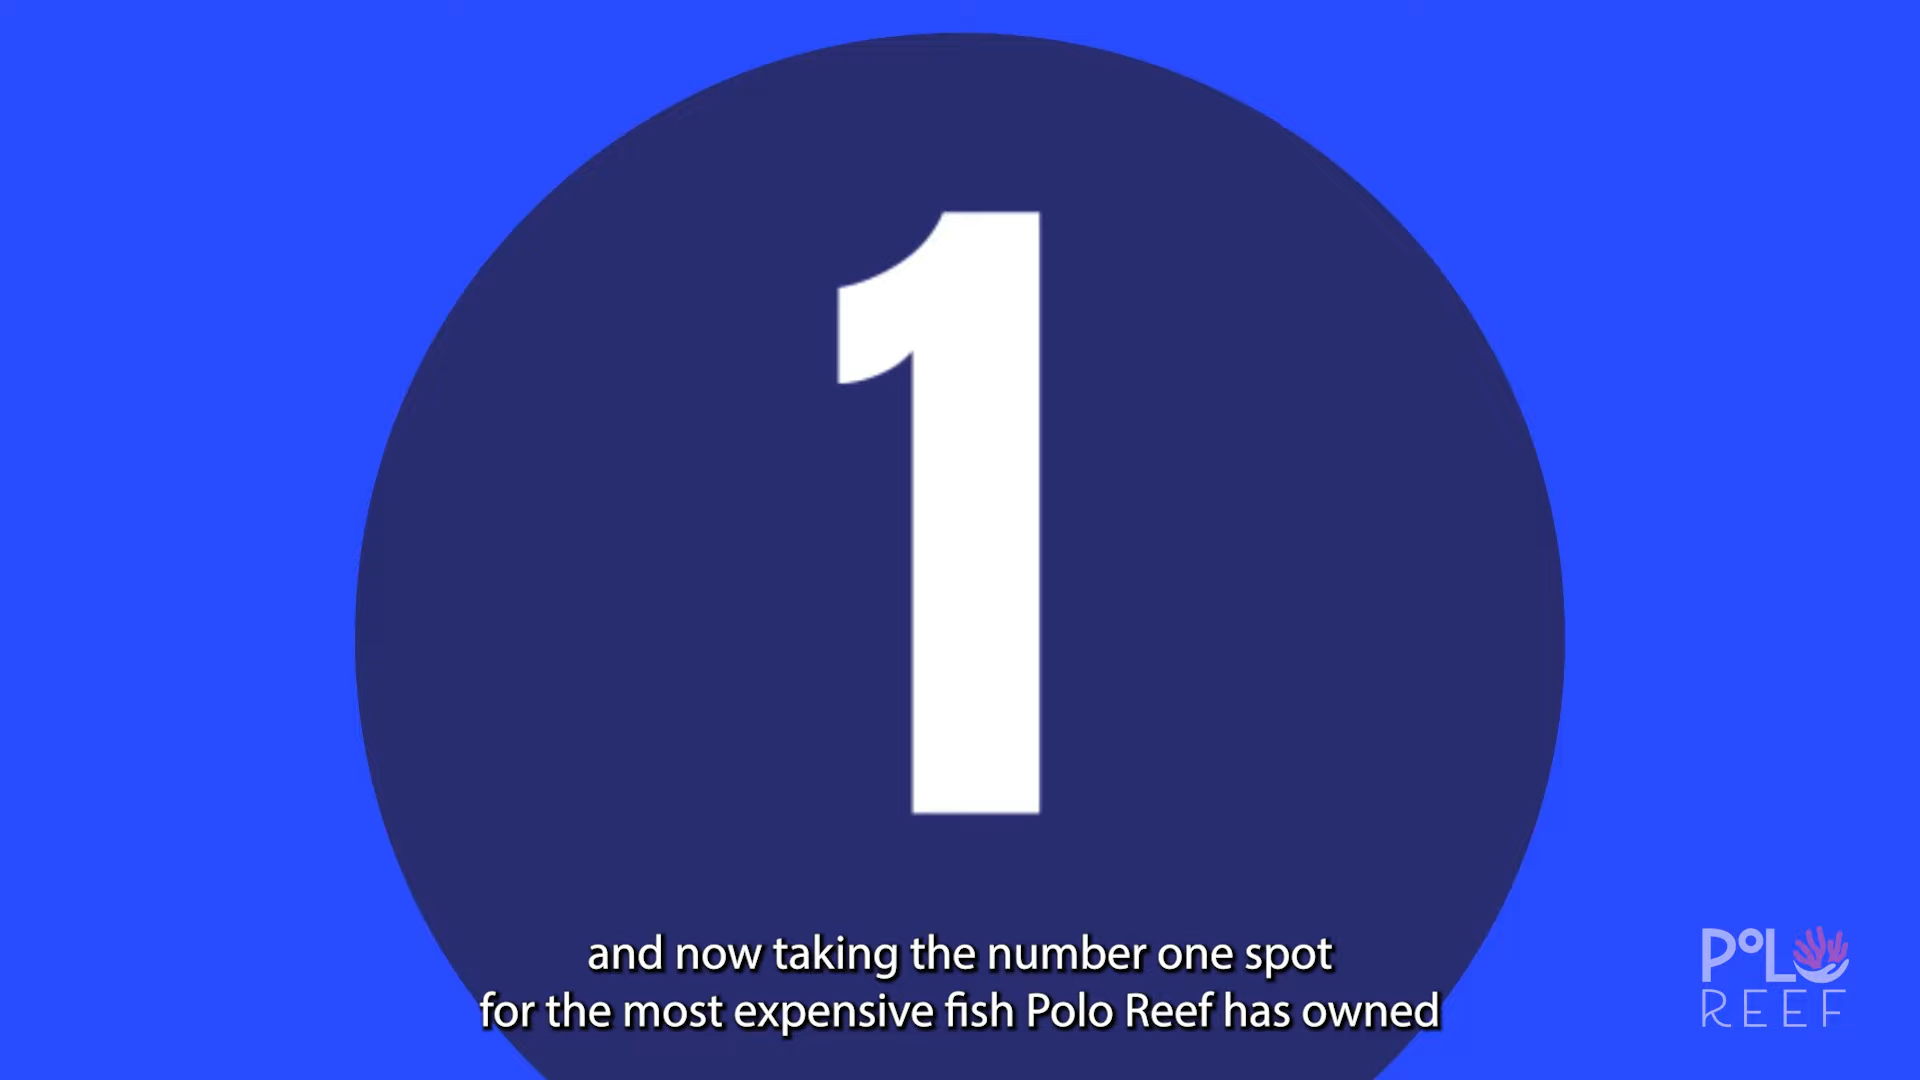 1
and now taking the number one spot
for the most expensive fish Polo Reef has owned
POLO
REEF